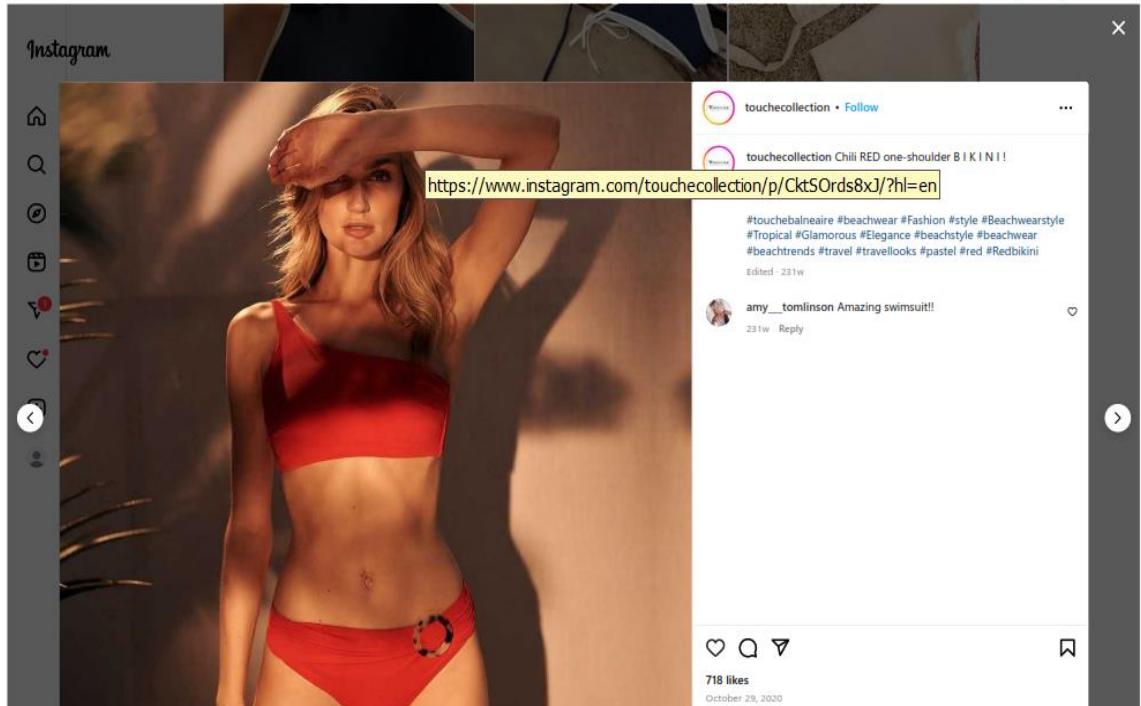 Instagram
touchecollection • Follow
touchecollection Chili RED one-shoulder B I K I N I !
https://www.instagram.com/touchecollection/p/CktSOrds8xJ/?hl=en
#touchebalneaire #beachwear #Fashion #style #Beachwearstyle
#Tropical #Glamorous #Elegance #beachstyle #beachwear
#beachtrends #travel #travellooks #pastel #red #Redbikini
Edited · 231w
amy___tomlinson Amazing swimsuit!!
231w Reply
718 likes
October 29, 2020